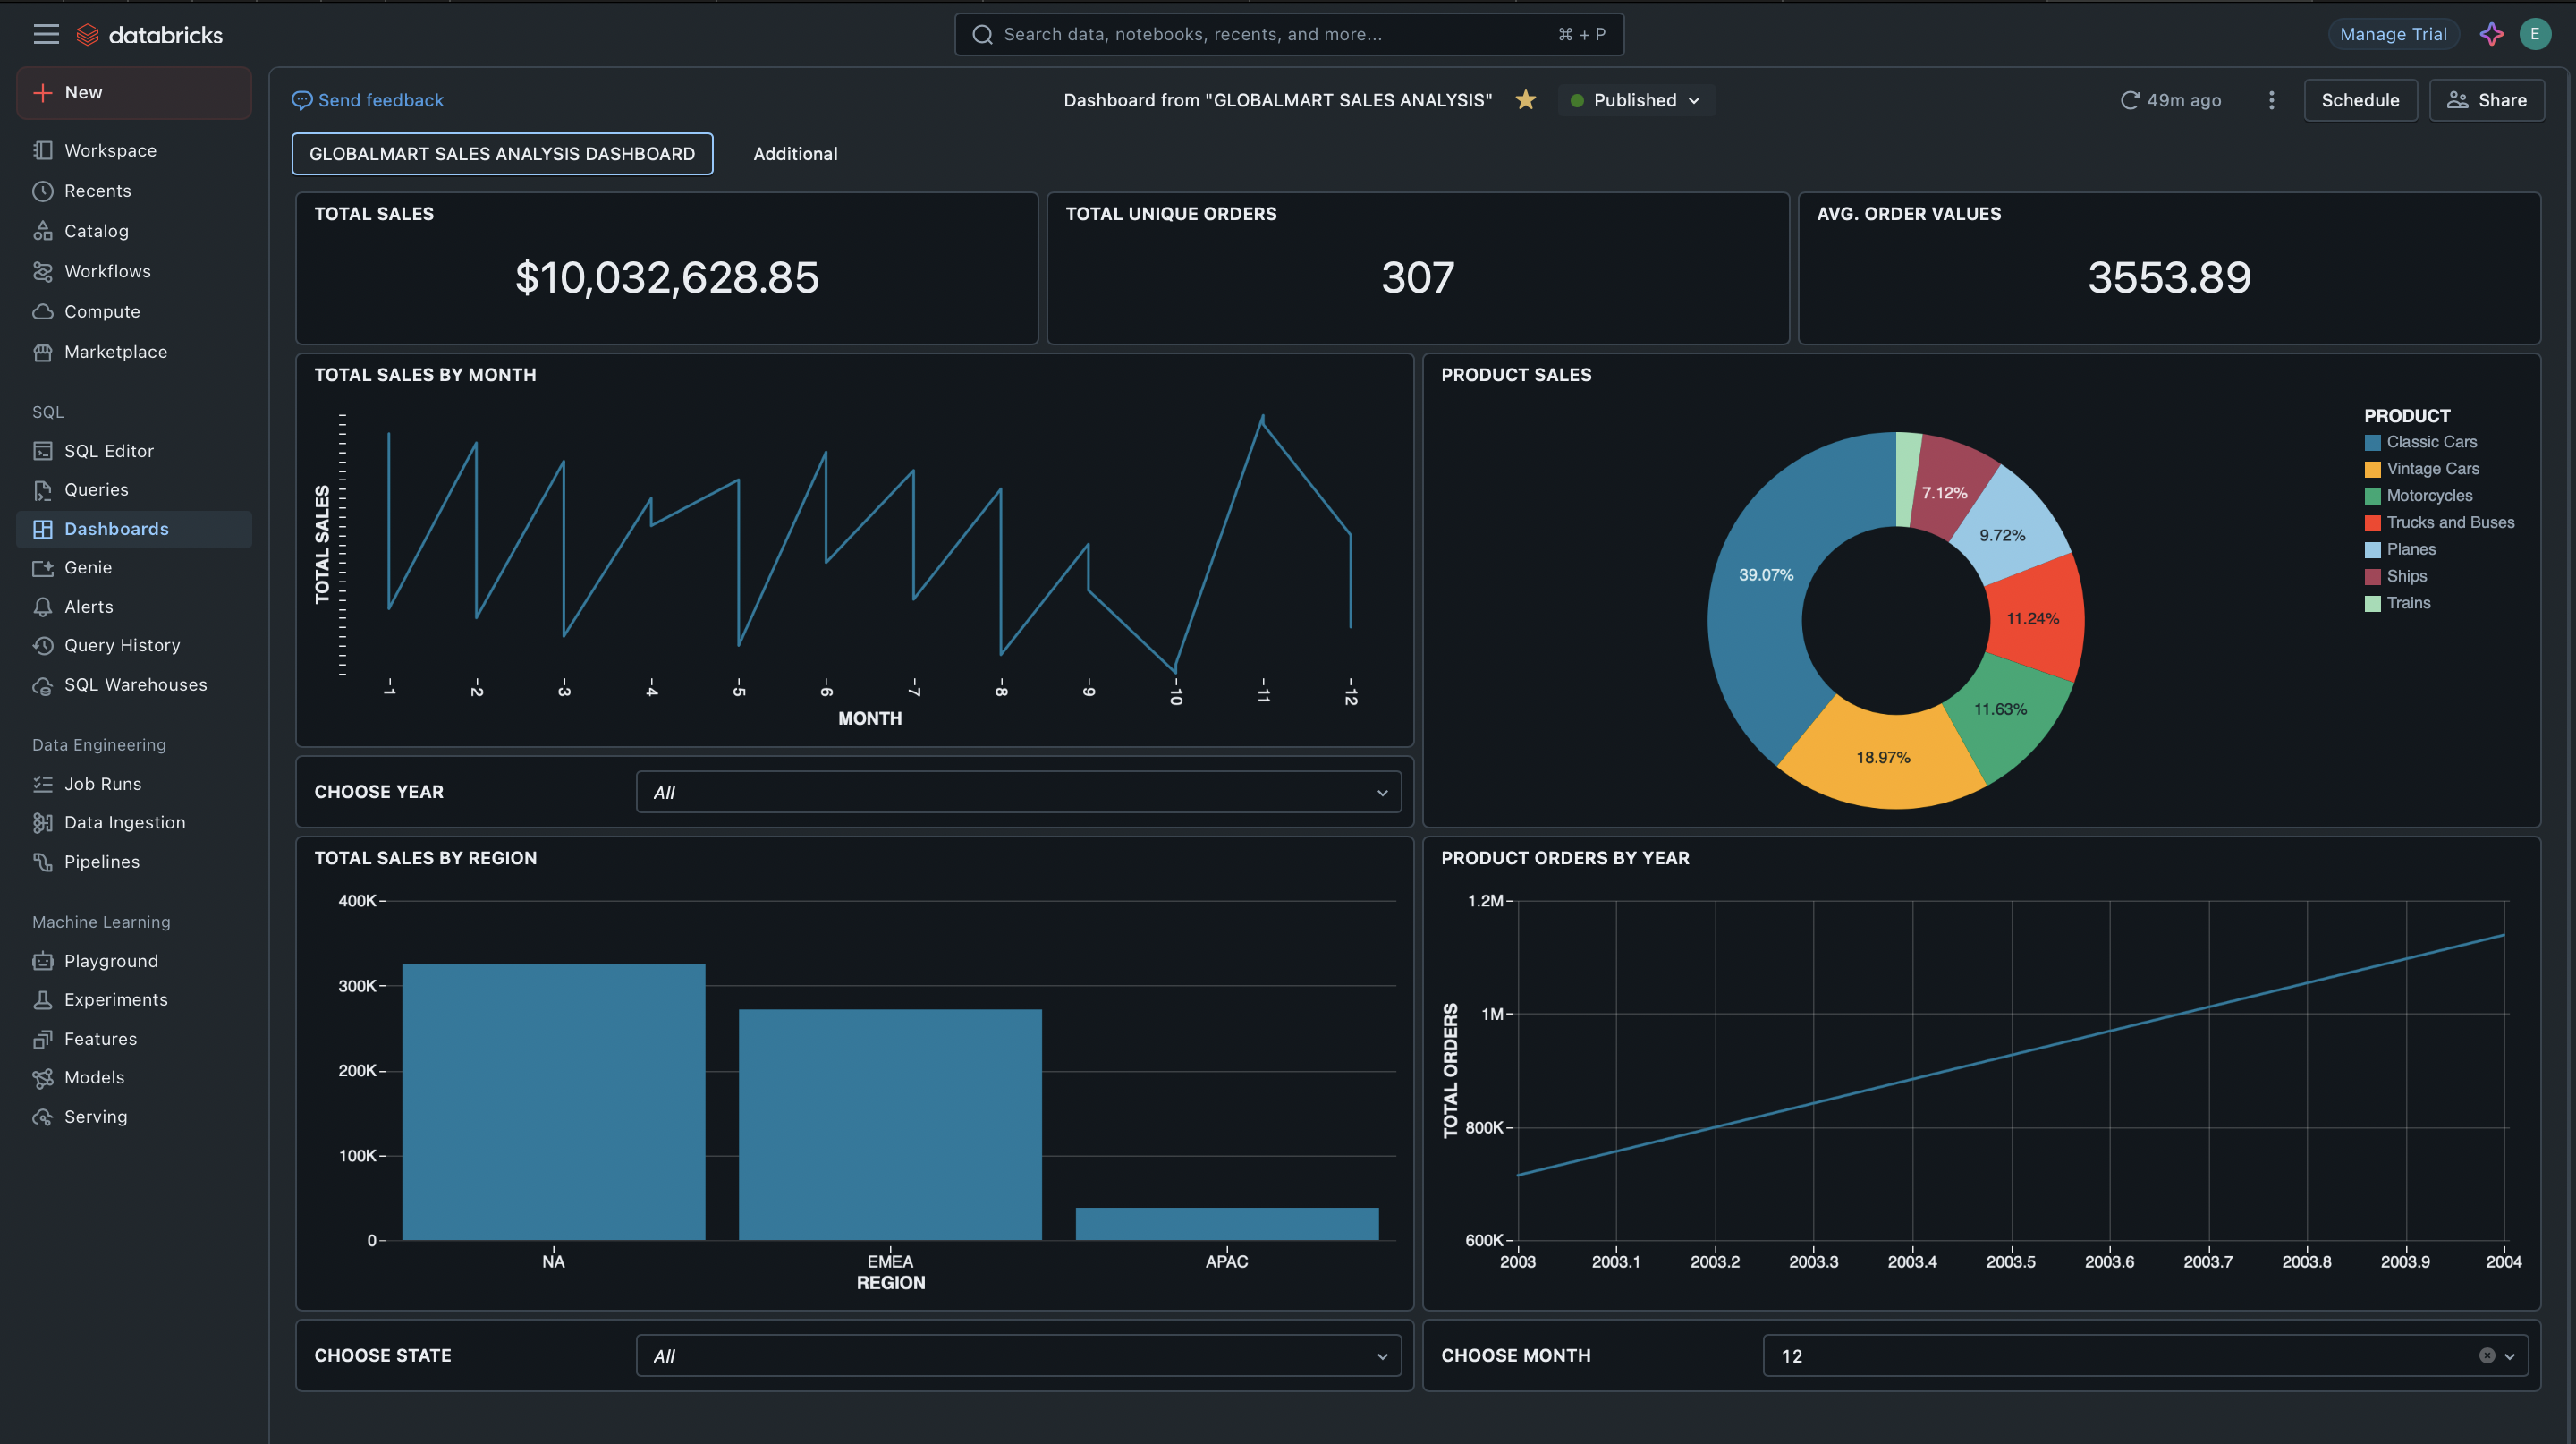 databricks
Search data, notebooks, recents, and more...
⌘ + P
Manage Trial
E
New
Workspace
Recents
Catalog
Workflows
Compute
Marketplace
SQL
SQL Editor
Queries
Dashboards
Genie
Alerts
Query History
SQL Warehouses
Data Engineering
Job Runs
Data Ingestion
Pipelines
Machine Learning
Playground
Experiments
Features
Models
Serving
Send feedback
Dashboard from "GLOBALMART SALES ANALYSIS"
Published
49m ago
Schedule
Share
GLOBALMART SALES ANALYSIS DASHBOARD
Additional
TOTAL SALES
$10,032,628.85
TOTAL UNIQUE ORDERS
307
AVG. ORDER VALUES
3553.89
TOTAL SALES BY MONTH
TOTAL SALES
1 2 3 4 5 6 7 8 9 10 11 12
MONTH
PRODUCT SALES
7.12%
9.72%
39.07%
11.24%
11.63%
18.97%
PRODUCT
Classic Cars
Vintage Cars
Motorcycles
Trucks and Buses
Planes
Ships
Trains
CHOOSE YEAR
All
TOTAL SALES BY REGION
400K
300K
200K
100K
0
NA EMEA APAC
REGION
PRODUCT ORDERS BY YEAR
TOTAL ORDERS
1.2M
1M
800K
600K
2003 2003.1 2003.2 2003.3 2003.4 2003.5 2003.6 2003.7 2003.8 2003.9 2004
CHOOSE STATE
All
CHOOSE MONTH
12